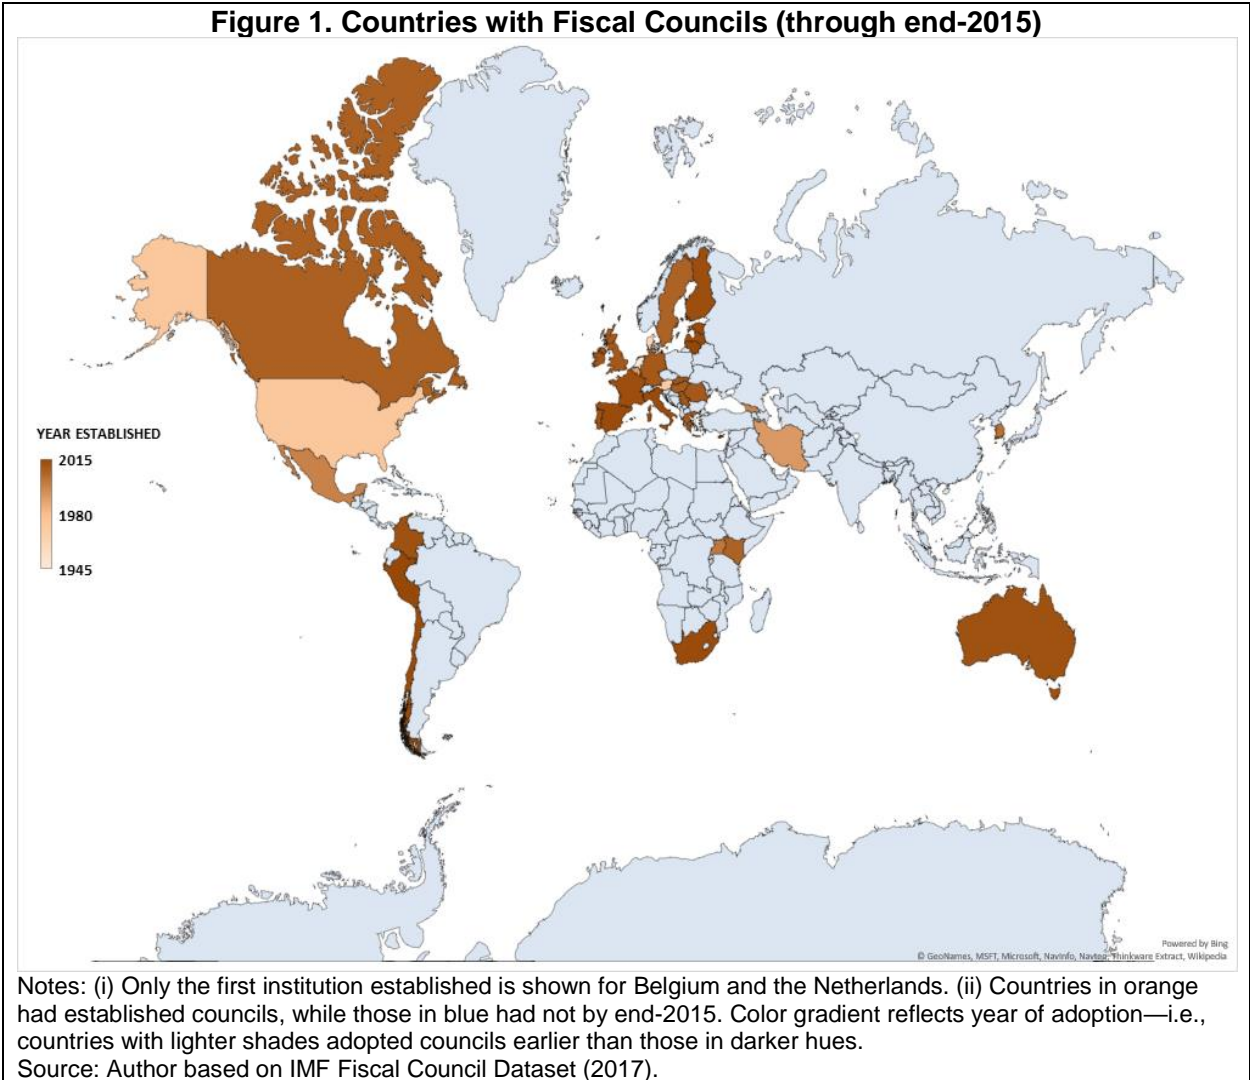 Figure 1. Countries with Fiscal Councils (through end-2015)
YEAR ESTABLISHED
2015
1980
1945
Powered by Bing
© GeoNames, MSFT, Microsoft, NavInfo, Navteq, Thinkware Extract, Wikipedia
Notes: (i) Only the first institution established is shown for Belgium and the Netherlands. (ii) Countries in orange
had established councils, while those in blue had not by end-2015. Color gradient reflects year of adoption—i.e.,
countries with lighter shades adopted councils earlier than those in darker hues.
Source: Author based on IMF Fiscal Council Dataset (2017).